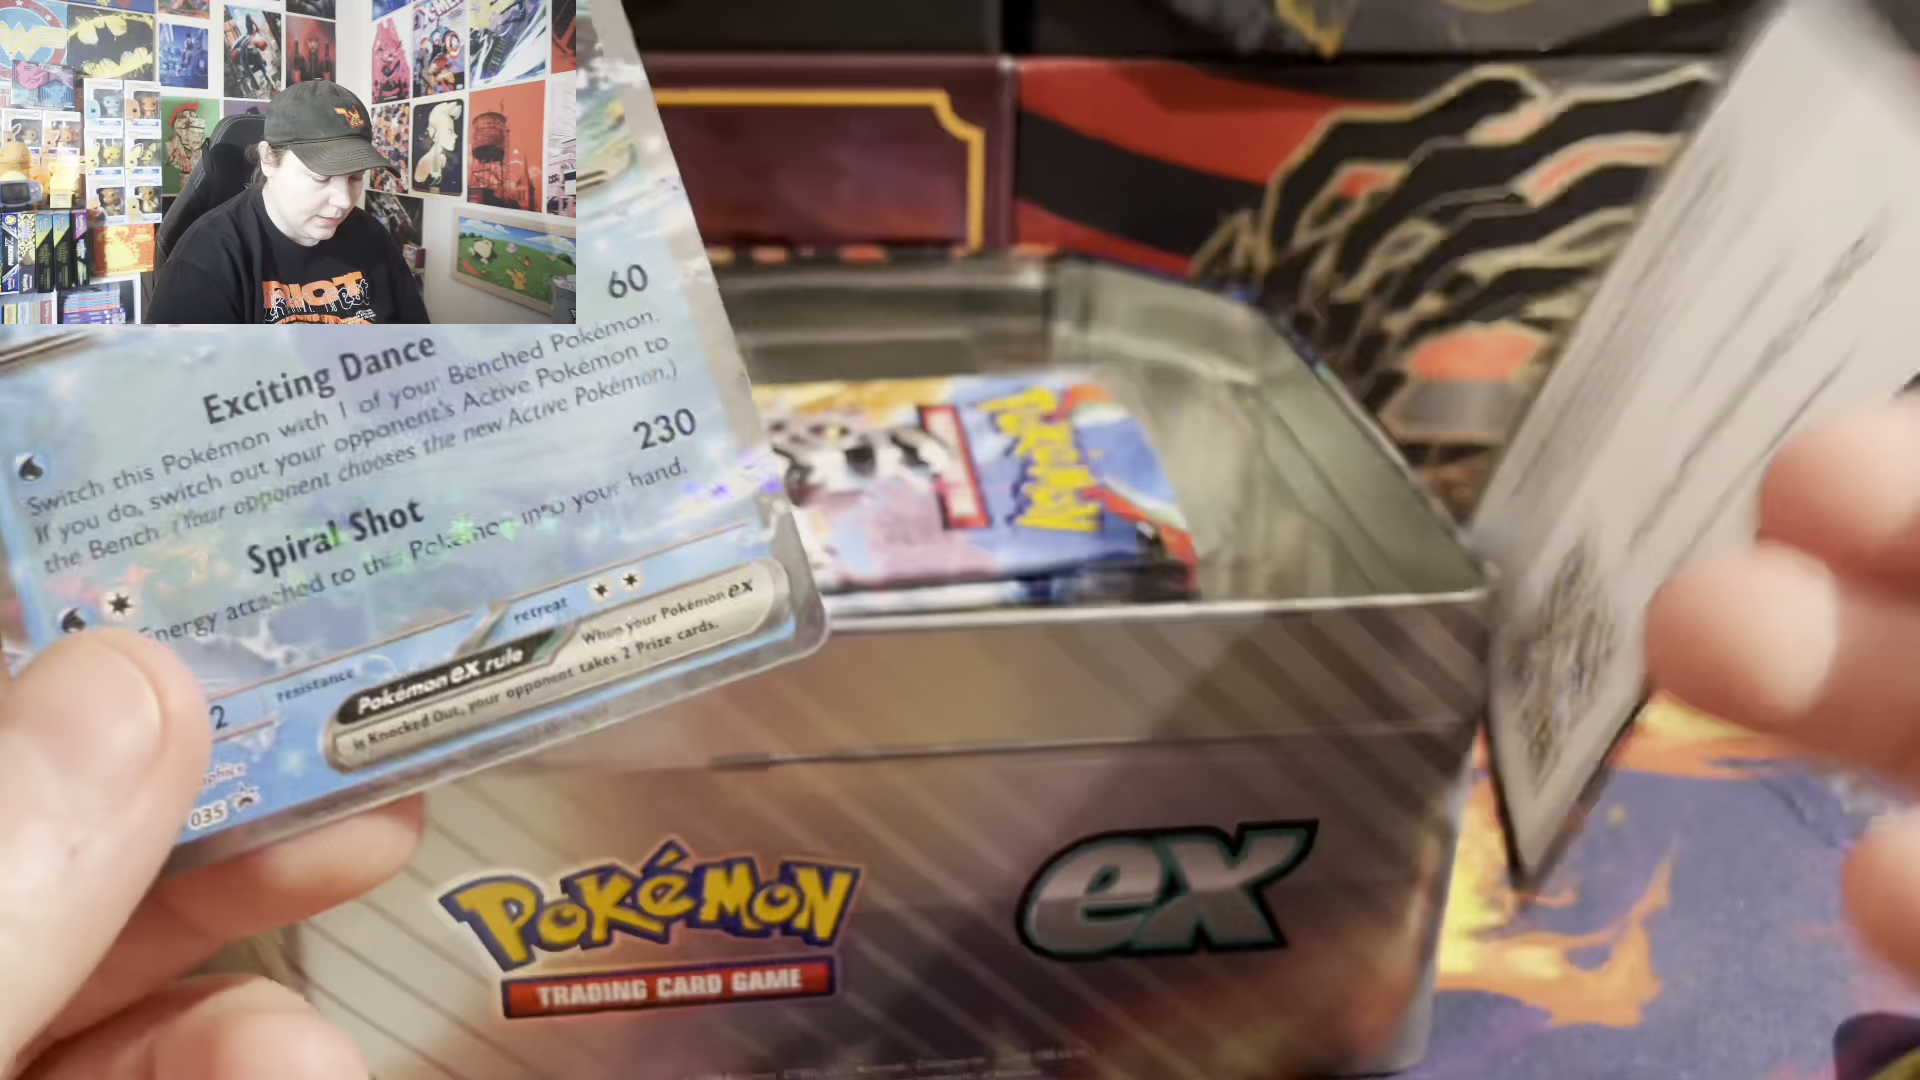 X-MEN
RIOT
60
Exciting Dance
Switch this Pokémon with 1 of your Benched Pokémon.
If you do, switch out your opponent's Active Pokémon to
the Bench. (Your opponent chooses the new Active Pokémon.)
230
Spiral Shot
Energy attached to this Pokémon into your hand.
2
resistance
retreat
Pokémon ex rule
When your Pokémon ex
is Knocked Out, your opponent takes 2 Prize cards.
035
POKéMON
POKéMON
TRADING CARD GAME
ex